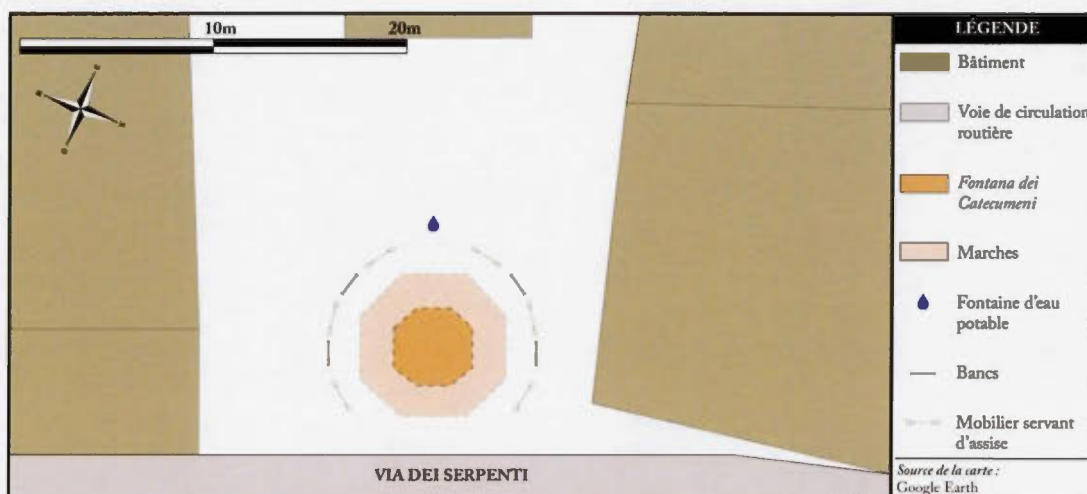 10m
20m
VIA DEI SERPENTI
LÉGENDE
Bâtiment
Voie de circulation
routière
Fontana dei
Catecumeni
Marches
Fontaine d'eau
potable
Bancs
Mobilier servant
d'assise
Source de la carte :
Google Earth